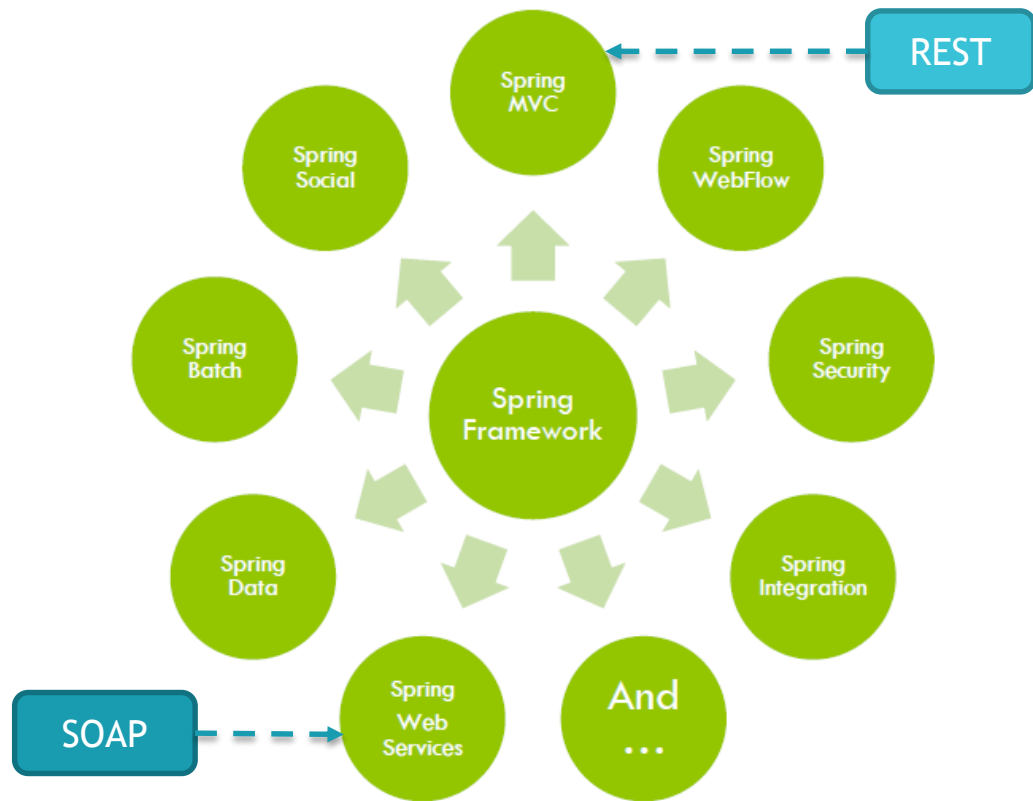 REST
Spring
MVC
Spring
Social
Spring
WebFlow
Spring
Batch
Spring
Security
Spring
Framework
Spring
Data
Spring
Integration
SOAP
Spring
Web
Services
And
...